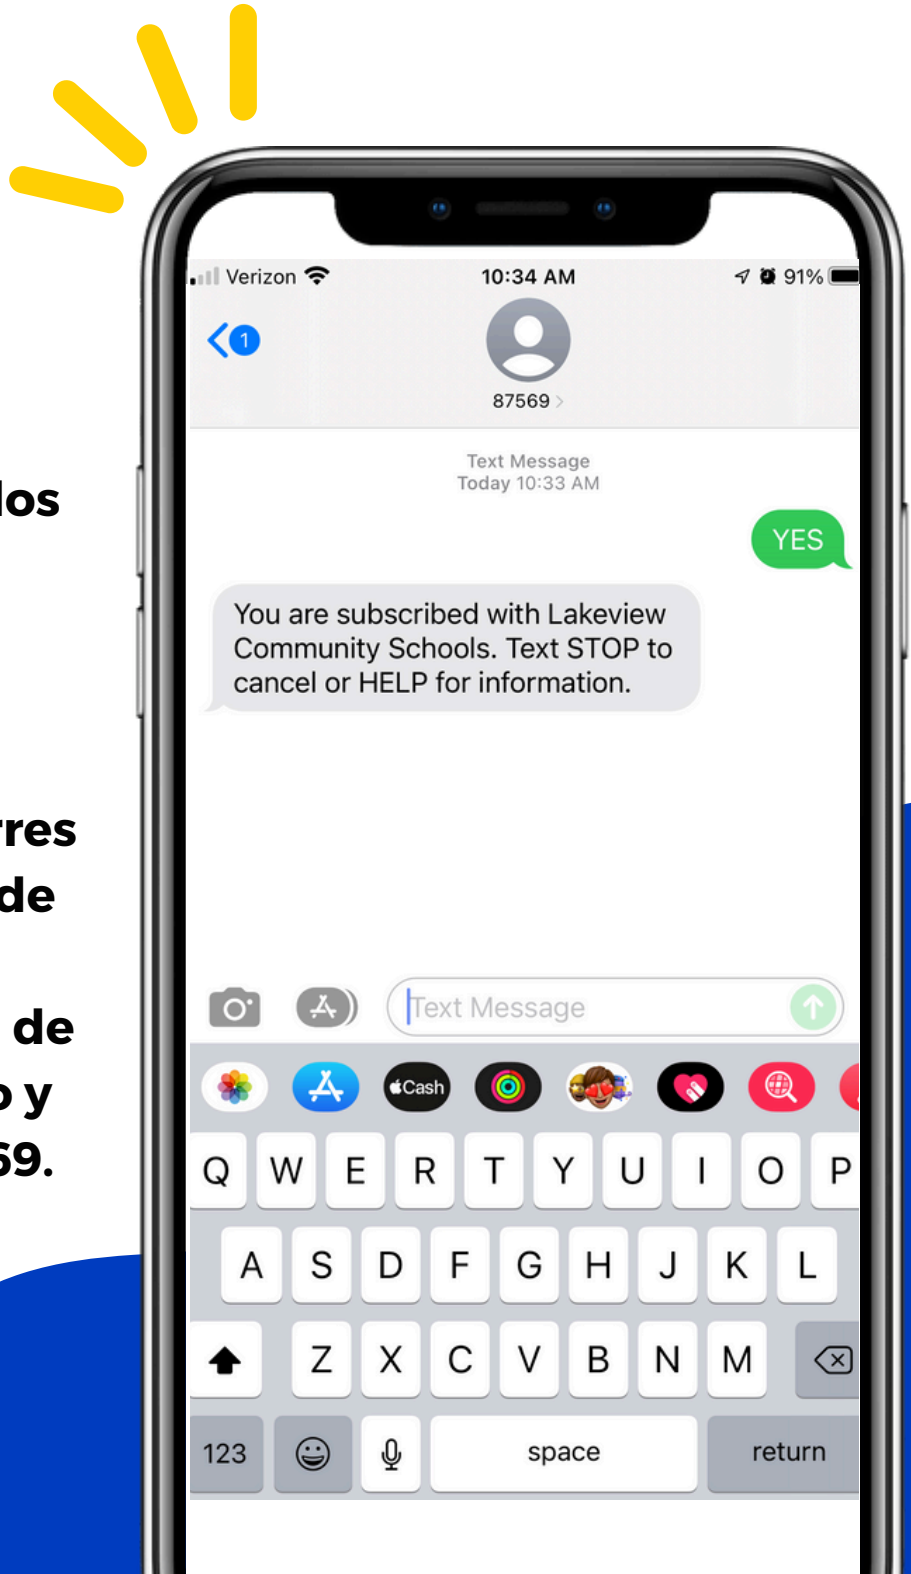 Verizon
10:34 AM
91%
1
87569
Text Message
Today 10:33 AM
YES
You are subscribed with Lakeview
Community Schools. Text STOP to
cancel or HELP for information.
los
rres
de
de
o y
69.
Text Message
Cash
Q W E R T Y U I O P
A S D F G H J K L
Z X C V B N M
123
space
return